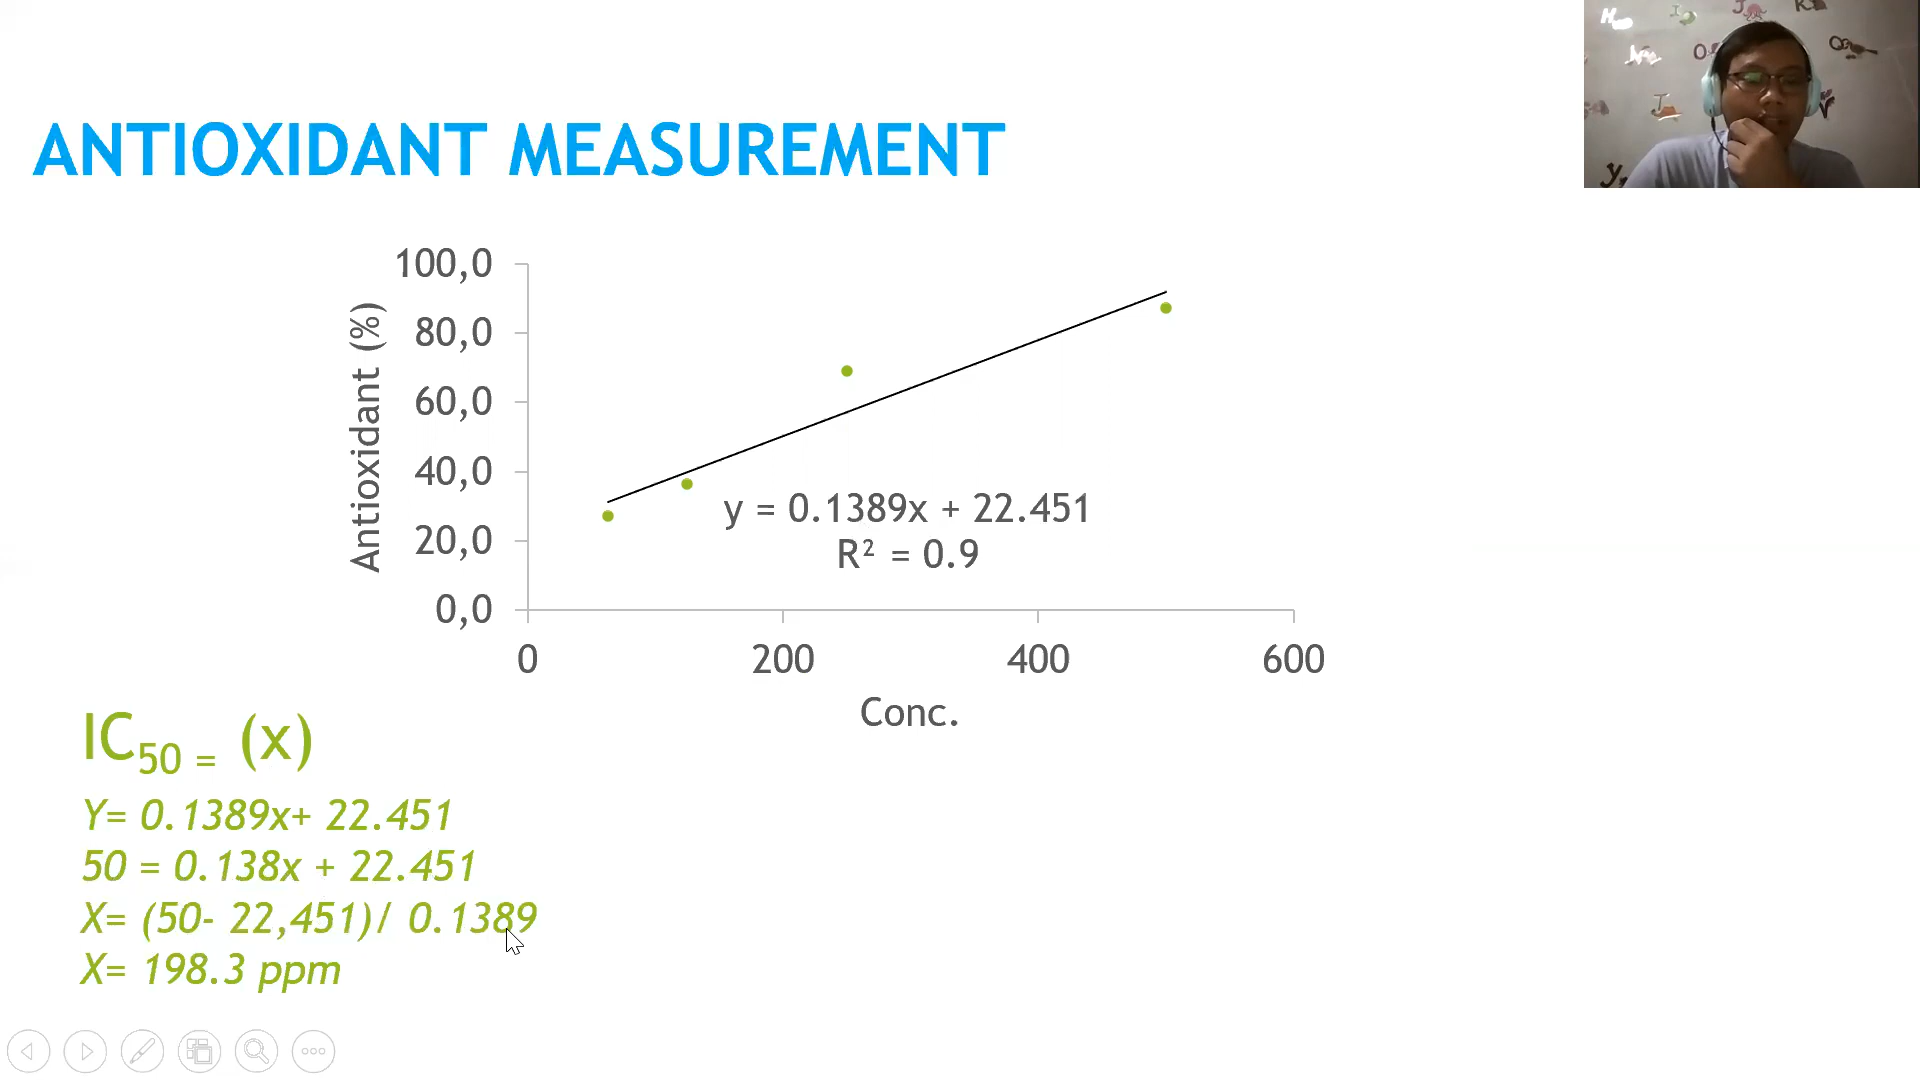 ANTIOXIDANT MEASUREMENT
100,0
80,0
60,0
40,0
20,0
0,0
Antioxidant (%)
y = 0.1389x + 22.451
R² = 0.9
0 200 400 600
Conc.
IC50 = (x)
Y= 0.1389x+ 22.451
50 = 0.138x + 22.451
X= (50- 22,451)/ 0.1389
X= 198.3 ppm
H I J K
N O Q
T V
Y